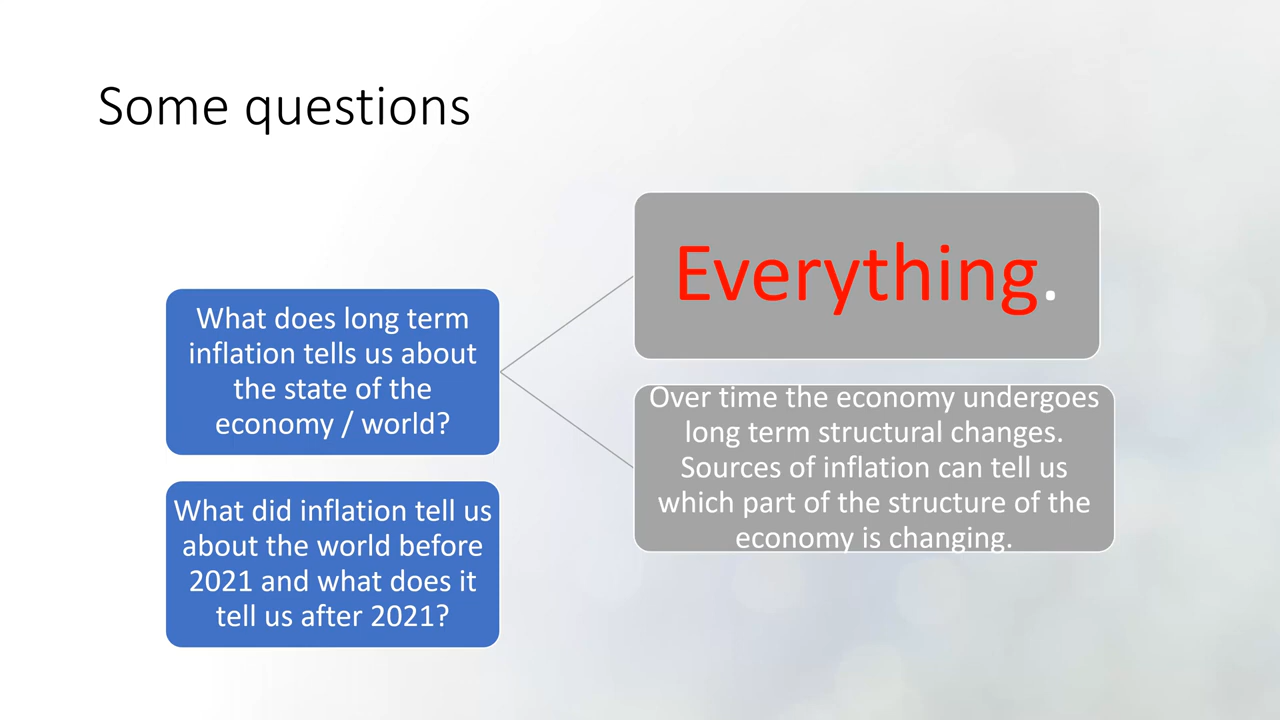 Some questions
What does long term
inflation tells us about
the state of the
economy / world?
Everything.
Over time the economy undergoes
long term structural changes.
Sources of inflation can tell us
which part of the structure of the
economy is changing.
What did inflation tell us
about the world before
2021 and what does it
tell us after 2021?